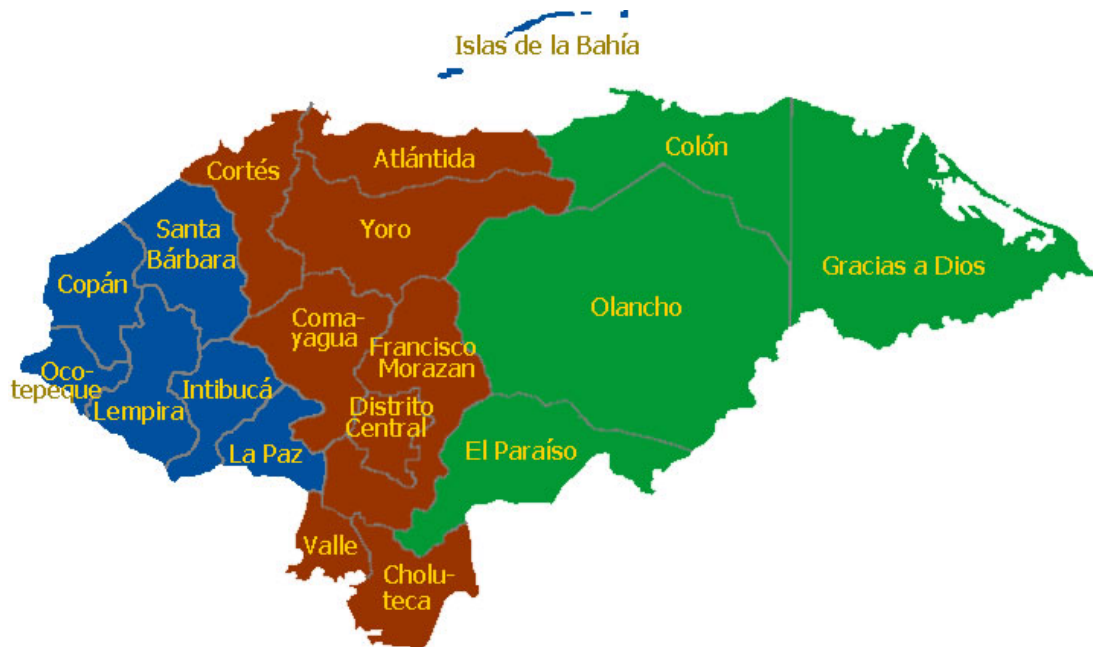 Islas de la Bahía
Cortés
Atlántida
Colón
Santa
Bárbara
Yoro
Copán
Gracias a Dios
Olancho
Coma-
yagua
Francisco
Morazan
Oco-
tepeque
Lempira
Intibucá
Distrito
Central
La Paz
El Paraíso
Valle
Cholu-
teca